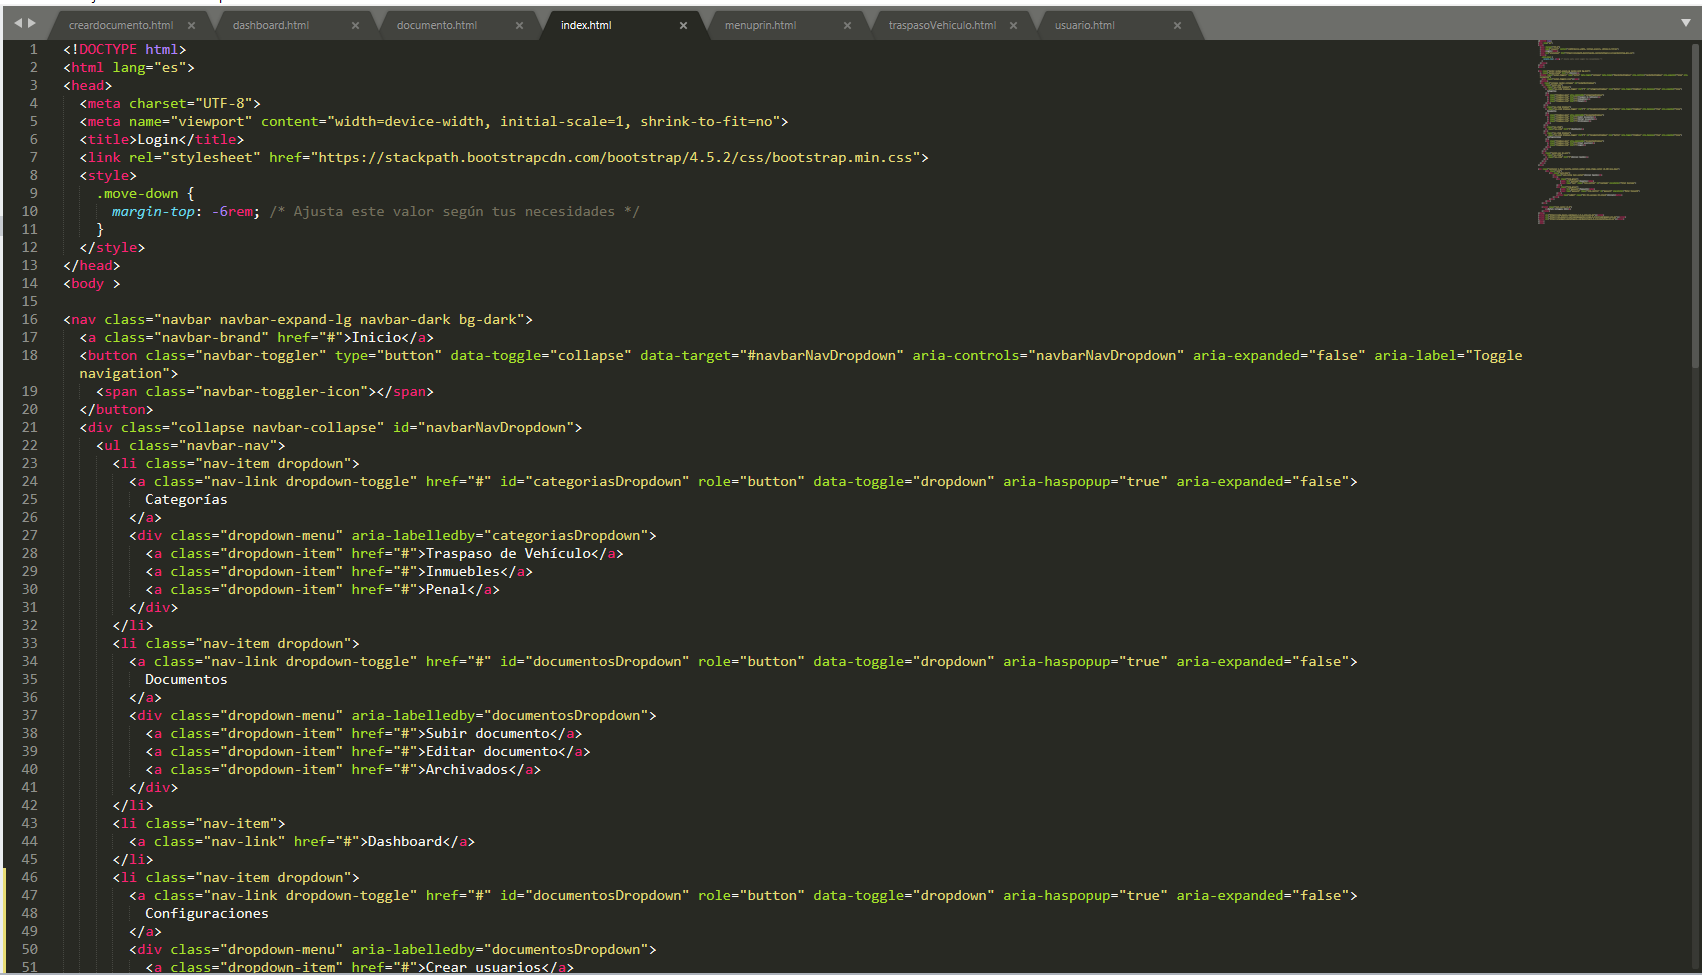 creardocumento.html × dashboard.html × documento.html × index.html × menuprin.html × traspasoVehiculo.html × usuario.html ×
1 <!DOCTYPE html>
2 <html lang="es">
3 <head>
4 <meta charset="UTF-8">
5 <meta name="viewport" content="width=device-width, initial-scale=1, shrink-to-fit=no">
6 <title>Login</title>
7 <link rel="stylesheet" href="https://stackpath.bootstrapcdn.com/bootstrap/4.5.2/css/bootstrap.min.css">
8 <style>
9 .move-down {
10 margin-top: -6rem; /* Ajusta este valor según tus necesidades */
11 }
12 </style>
13 </head>
14 <body >
15
16 <nav class="navbar navbar-expand-lg navbar-dark bg-dark">
17 <a class="navbar-brand" href="#">Inicio</a>
18 <button class="navbar-toggler" type="button" data-toggle="collapse" data-target="#navbarNavDropdown" aria-controls="navbarNavDropdown" aria-expanded="false" aria-label="Toggle
navigation">
19 <span class="navbar-toggler-icon"></span>
20 </button>
21 <div class="collapse navbar-collapse" id="navbarNavDropdown">
22 <ul class="navbar-nav">
23 <li class="nav-item dropdown">
24 <a class="nav-link dropdown-toggle" href="#" id="categoriasDropdown" role="button" data-toggle="dropdown" aria-haspopup="true" aria-expanded="false">
25 Categorías
26 </a>
27 <div class="dropdown-menu" aria-labelledby="categoriasDropdown">
28 <a class="dropdown-item" href="#">Traspaso de Vehículo</a>
29 <a class="dropdown-item" href="#">Inmuebles</a>
30 <a class="dropdown-item" href="#">Penal</a>
31 </div>
32 </li>
33 <li class="nav-item dropdown">
34 <a class="nav-link dropdown-toggle" href="#" id="documentosDropdown" role="button" data-toggle="dropdown" aria-haspopup="true" aria-expanded="false">
35 Documentos
36 </a>
37 <div class="dropdown-menu" aria-labelledby="documentosDropdown">
38 <a class="dropdown-item" href="#">Subir documento</a>
39 <a class="dropdown-item" href="#">Editar documento</a>
40 <a class="dropdown-item" href="#">Archivados</a>
41 </div>
42 </li>
43 <li class="nav-item">
44 <a class="nav-link" href="#">Dashboard</a>
45 </li>
46 <li class="nav-item dropdown">
47 <a class="nav-link dropdown-toggle" href="#" id="documentosDropdown" role="button" data-toggle="dropdown" aria-haspopup="true" aria-expanded="false">
48 Configuraciones
49 </a>
50 <div class="dropdown-menu" aria-labelledby="documentosDropdown">
51 <a class="dropdown-item" href="#">Crear usuarios</a>